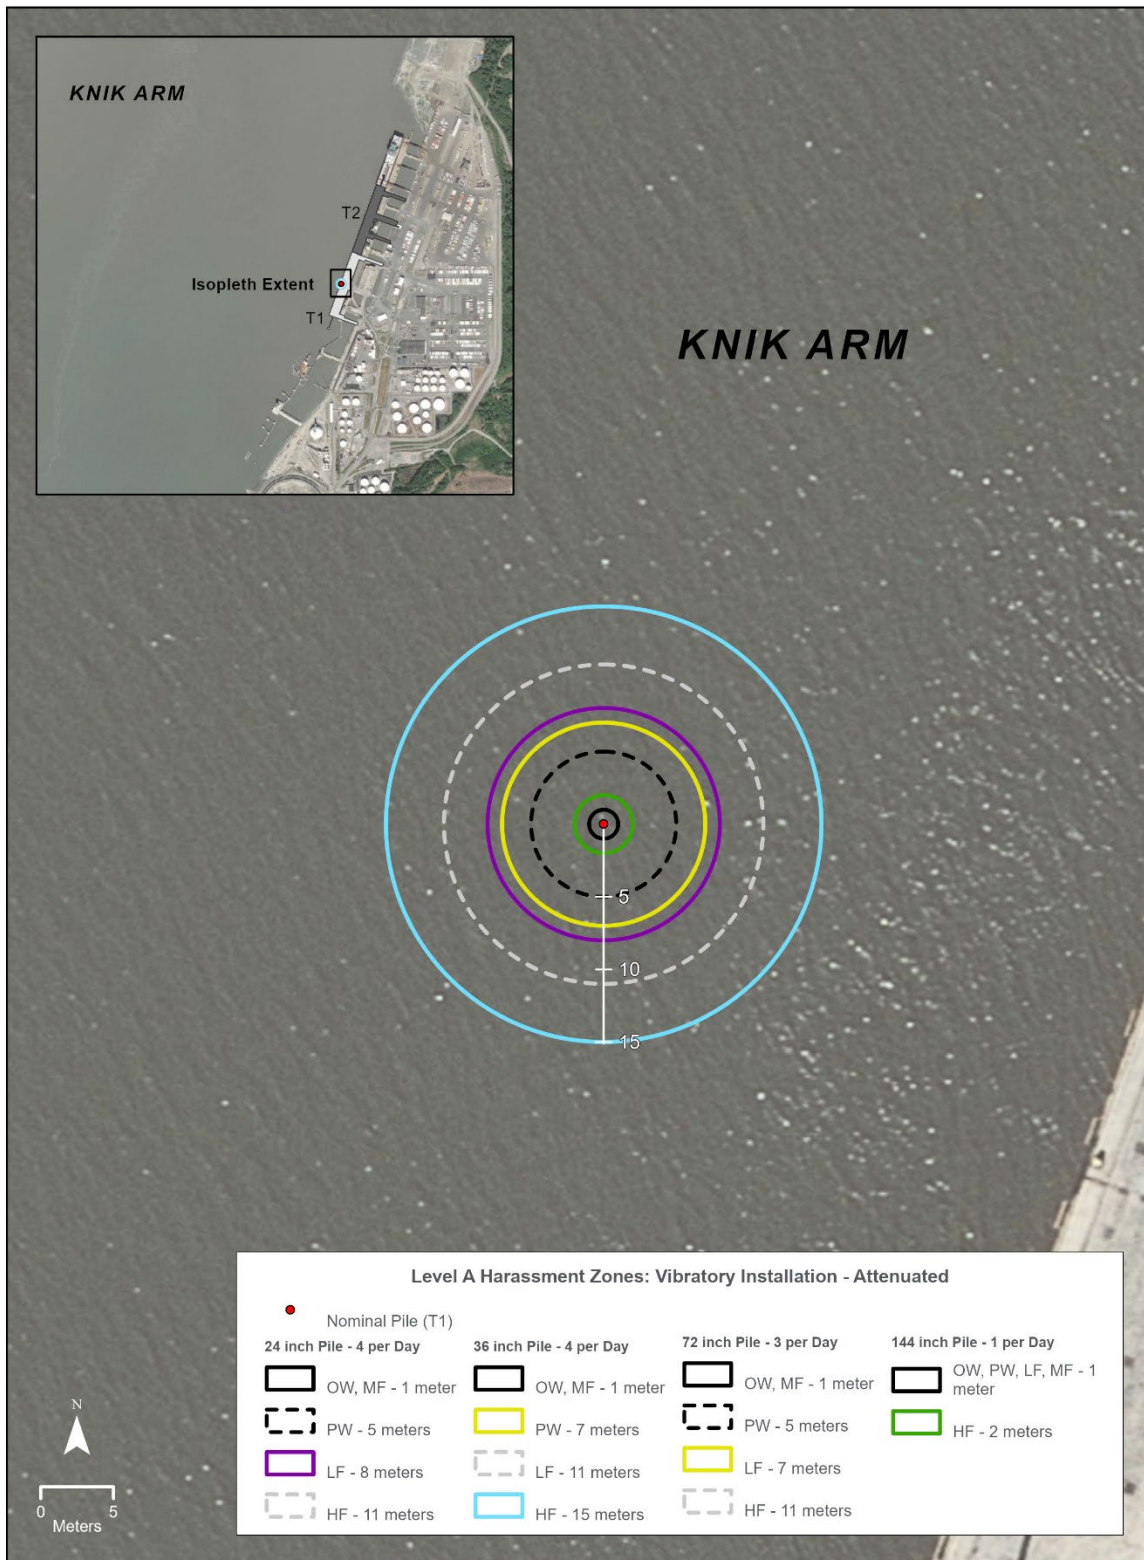 KNIK ARM
T2
Isopleth Extent
T1
KNIK ARM
5
10
15
Level A Harassment Zones: Vibratory Installation - Attenuated
Nominal Pile (T1)
24 inch Pile - 4 per Day
OW, MF - 1 meter
PW - 5 meters
LF - 8 meters
HF - 11 meters
36 inch Pile - 4 per Day
OW, MF - 1 meter
PW - 7 meters
LF - 11 meters
HF - 15 meters
72 inch Pile - 3 per Day
OW, MF - 1 meter
PW - 5 meters
LF - 7 meters
HF - 11 meters
144 inch Pile - 1 per Day
OW, PW, LF, MF - 1
meter
HF - 2 meters
N
0 5
Meters